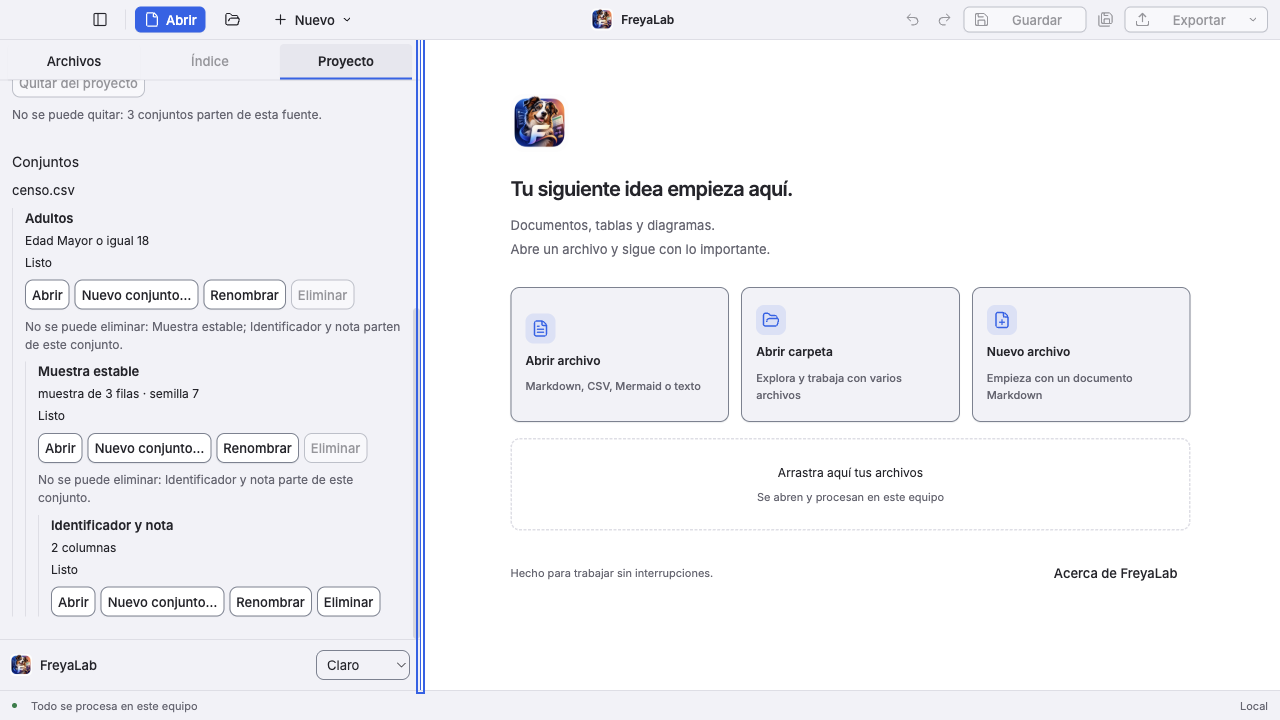 Abrir
Nuevo
FreyaLab
Guardar
Exportar
Archivos
Índice
Proyecto
Quitar del proyecto
No se puede quitar: 3 conjuntos parten de esta fuente.
Conjuntos
censo.csv
Adultos
Edad Mayor o igual 18
Listo
Abrir
Nuevo conjunto...
Renombrar
Eliminar
No se puede eliminar: Muestra estable; Identificador y nota parten
de este conjunto.
Muestra estable
muestra de 3 filas · semilla 7
Listo
Abrir
Nuevo conjunto...
Renombrar
Eliminar
No se puede eliminar: Identificador y nota parte de este
conjunto.
Identificador y nota
2 columnas
Listo
Abrir
Nuevo conjunto...
Renombrar
Eliminar
FreyaLab
Claro
Tu siguiente idea empieza aquí.
Documentos, tablas y diagramas.
Abre un archivo y sigue con lo importante.
Abrir archivo
Markdown, CSV, Mermaid o texto
Abrir carpeta
Explora y trabaja con varios
archivos
Nuevo archivo
Empieza con un documento
Markdown
Arrastra aquí tus archivos
Se abren y procesan en este equipo
Hecho para trabajar sin interrupciones.
Acerca de FreyaLab
Todo se procesa en este equipo
Local